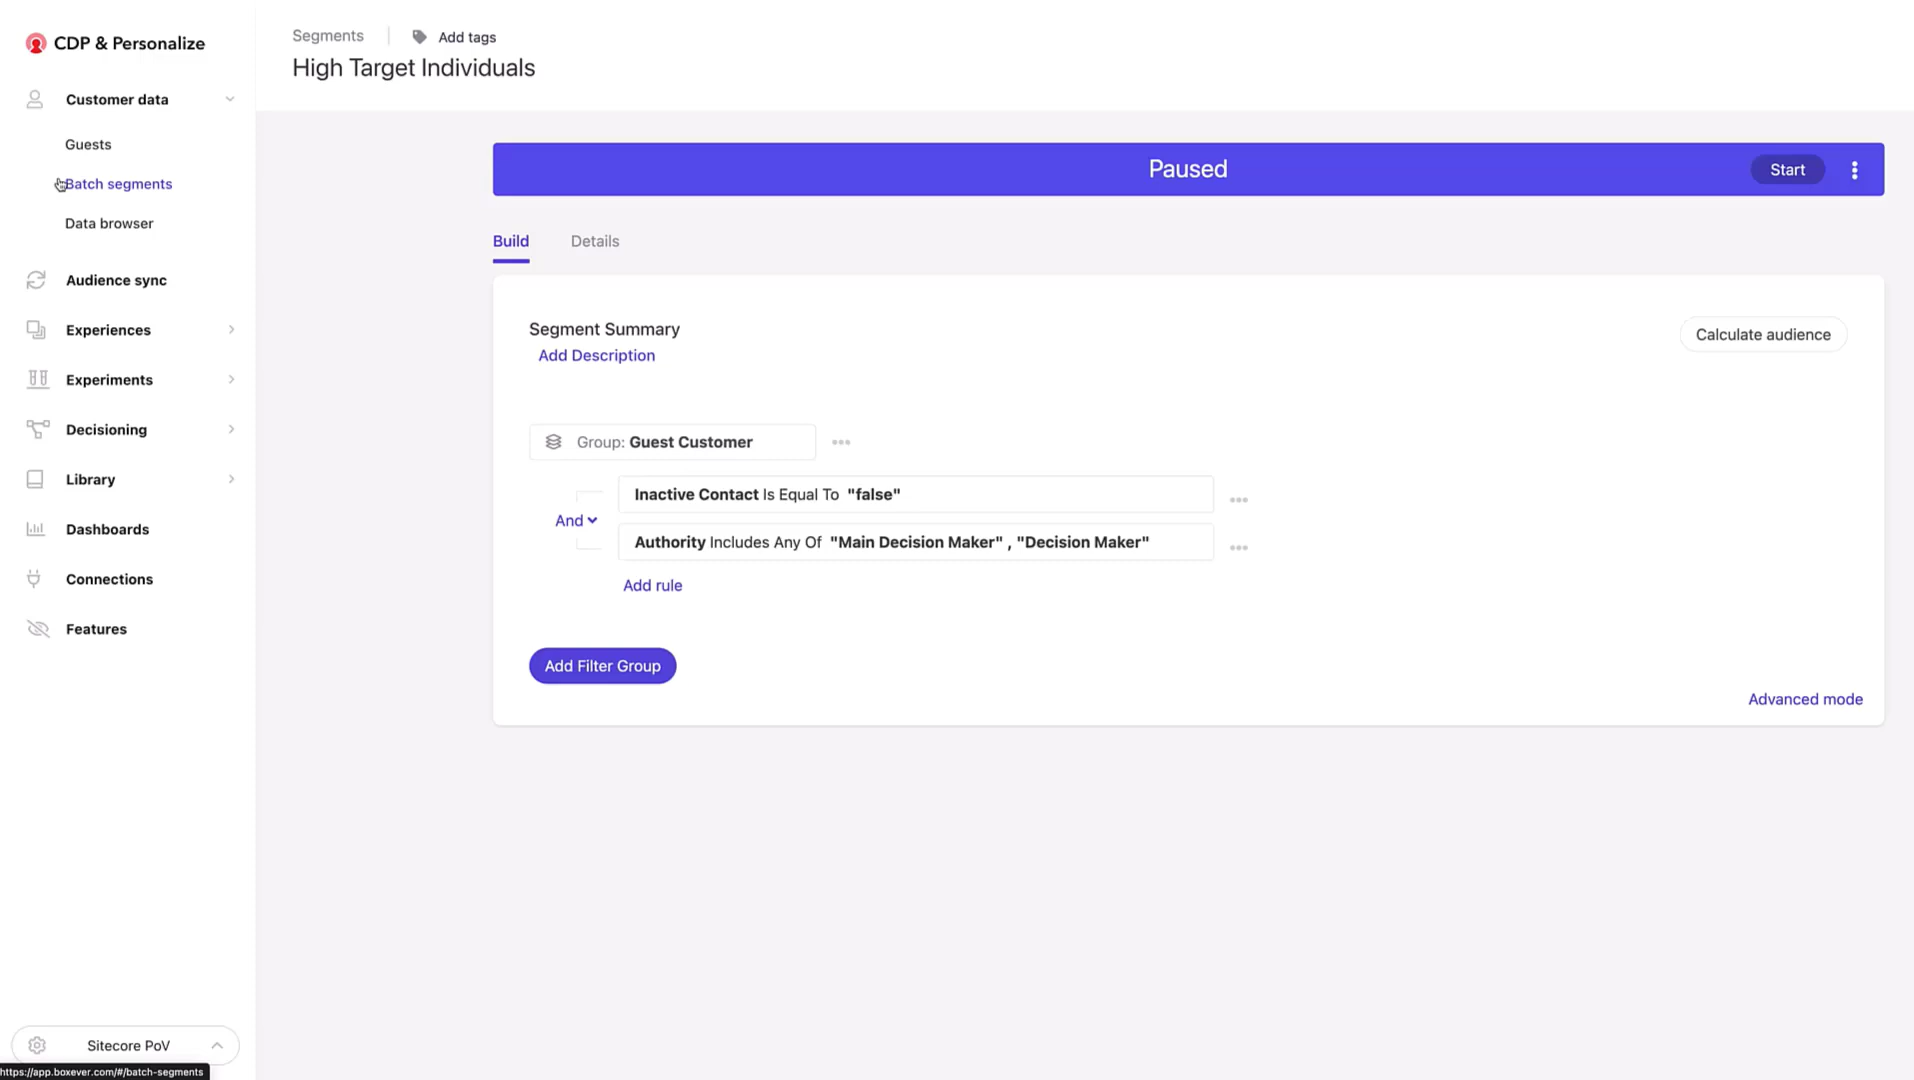 CDP & Personalize
Customer data
Guests
Batch segments
Data browser
Audience sync
Experiences
Experiments
Decisioning
Library
Dashboards
Connections
Features
Sitecore PoV
https://app.boxever.com/#/batch-segments
Segments
Add tags
High Target Individuals
Paused
Start
Build
Details
Segment Summary
Calculate audience
Add Description
Group: Guest Customer
Inactive Contact Is Equal To "false"
And
Authority Includes Any Of "Main Decision Maker" , "Decision Maker"
Add rule
Add Filter Group
Advanced mode